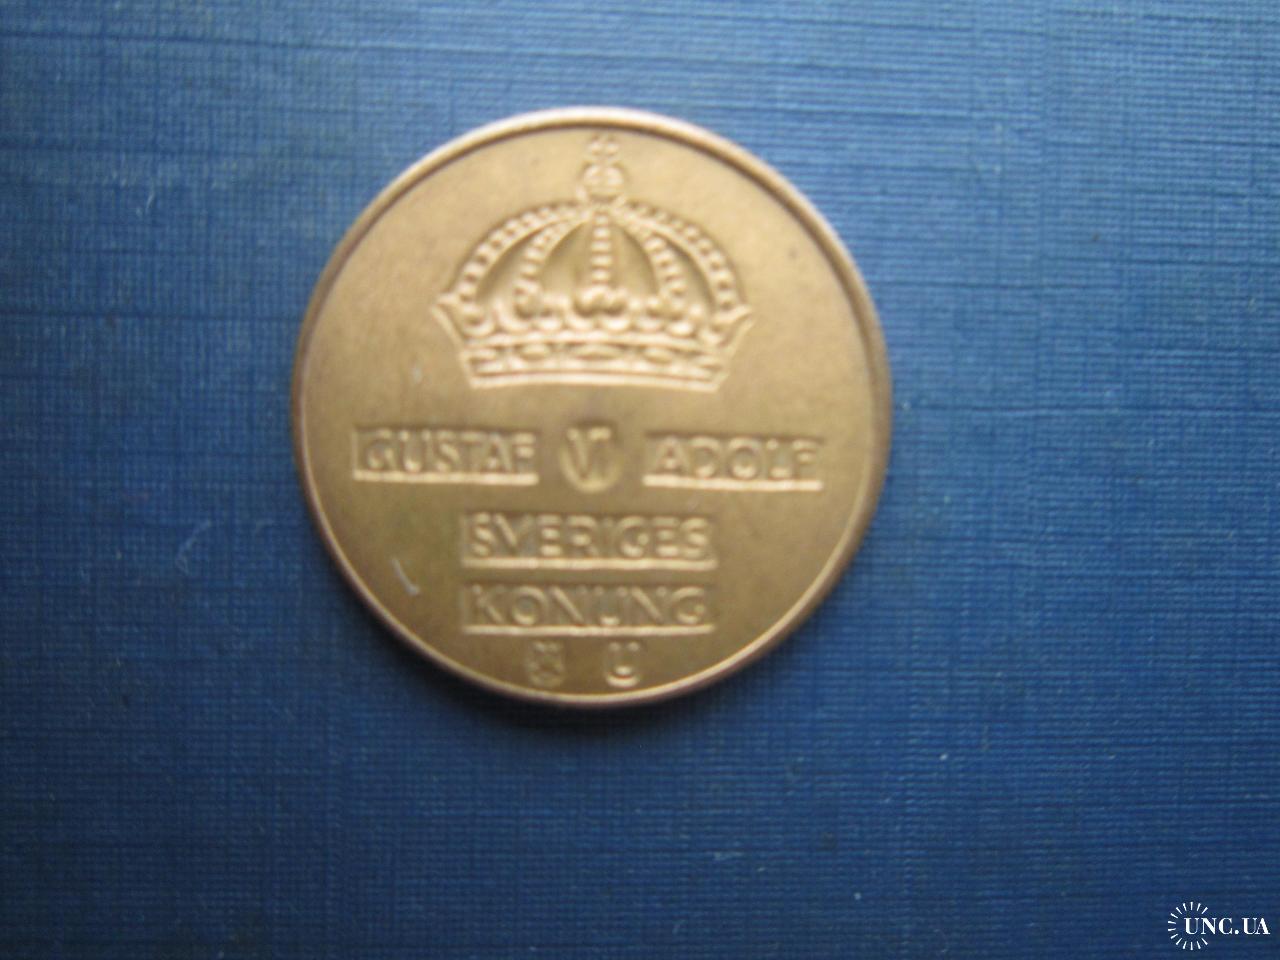 GUSTAF VI ADOLF
SVERIGES
KONUNG
U
UNC.UA